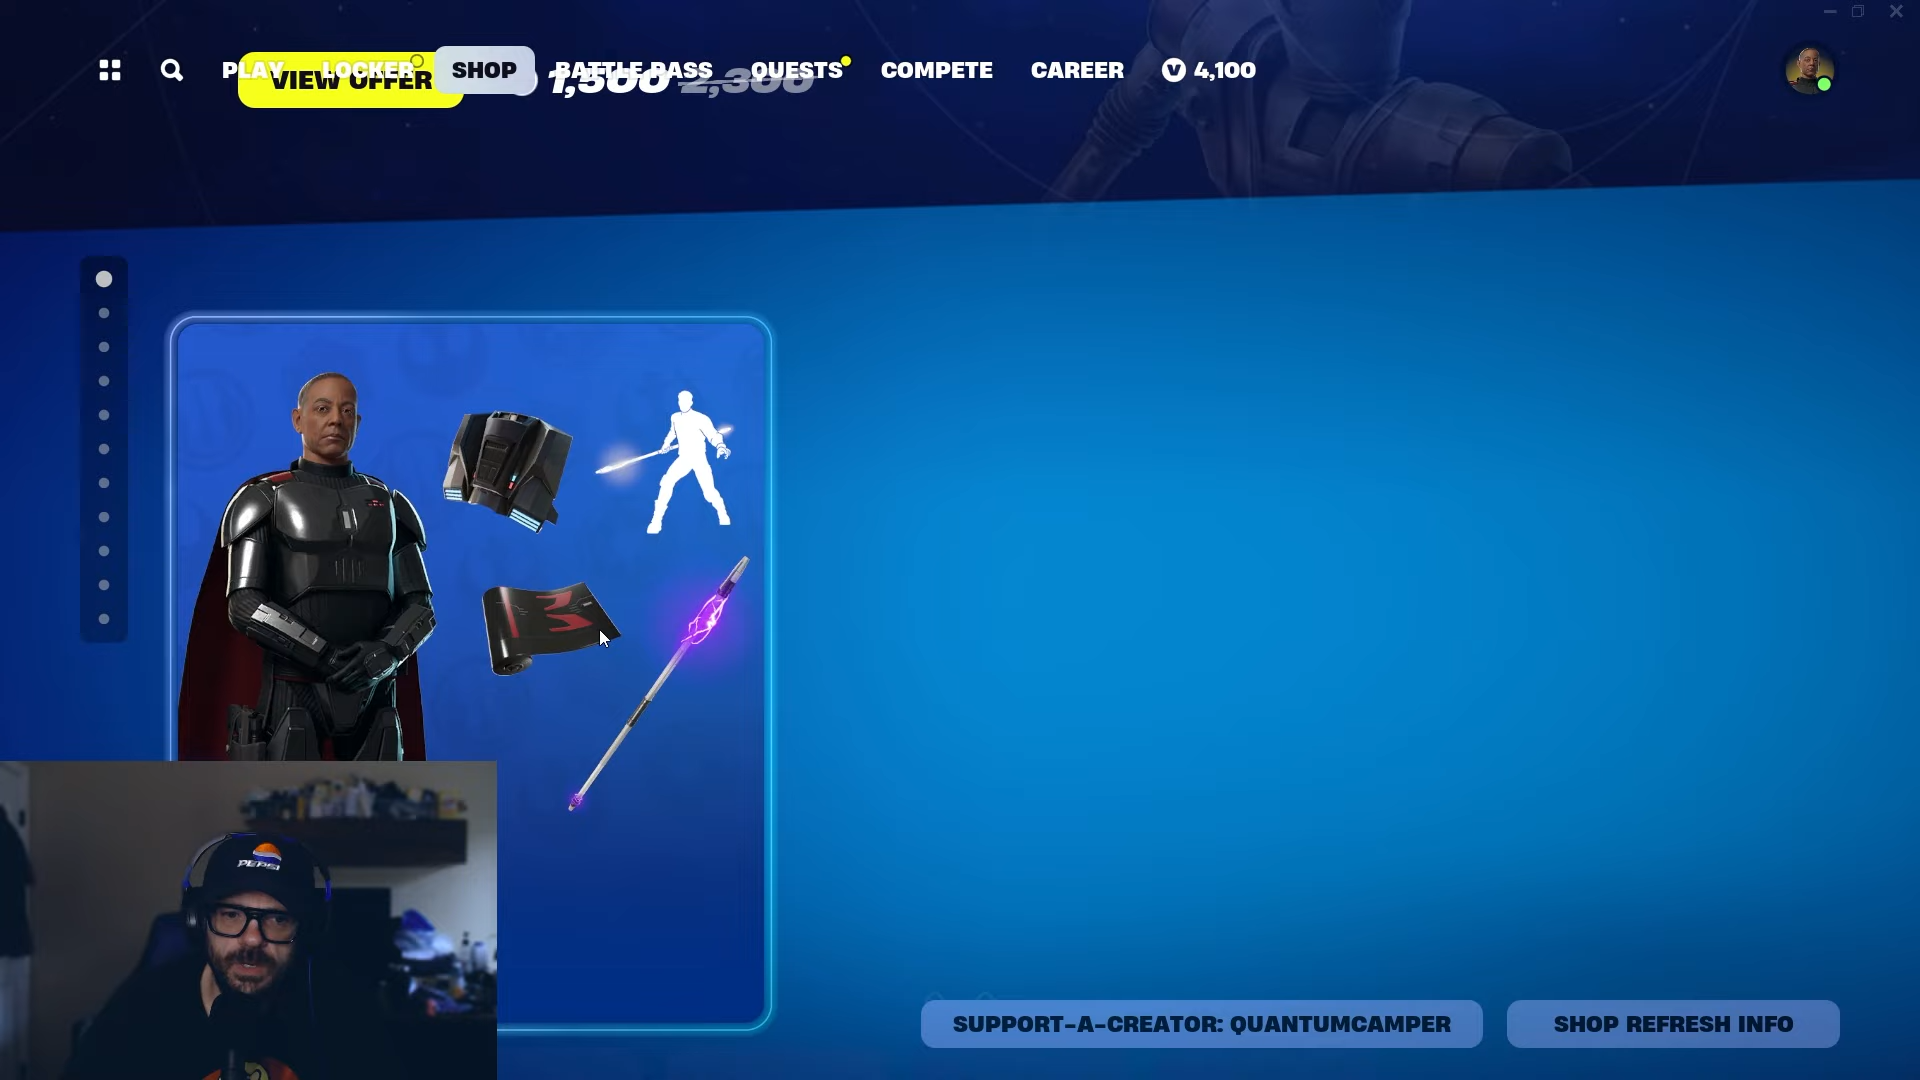 PLAY
LOCKER
SHOP
BATTLE PASS
QUESTS
COMPETE
CAREER
4,100
VIEW OFFER
1,500 2,300
PEPSI
SUPPORT-A-CREATOR: QUANTUMCAMPER
SHOP REFRESH INFO